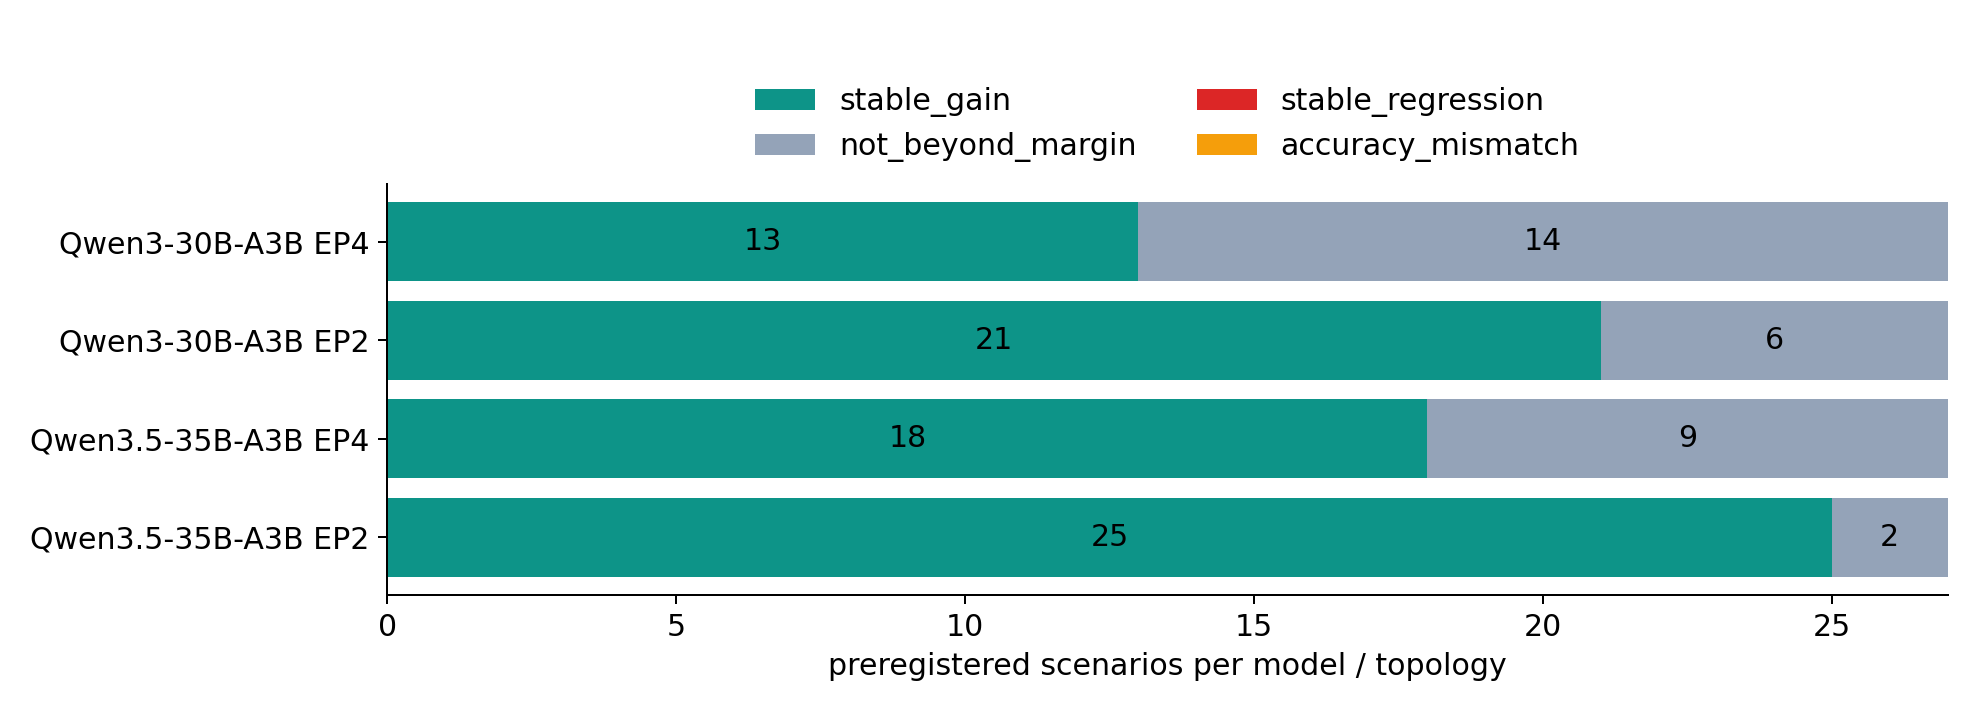 stable_gain
not_beyond_margin
stable_regression
accuracy_mismatch
Qwen3-30B-A3B EP4
13
14
Qwen3-30B-A3B EP2
21
6
Qwen3.5-35B-A3B EP4
18
9
Qwen3.5-35B-A3B EP2
25
2
0 5 10 15 20 25
preregistered scenarios per model / topology